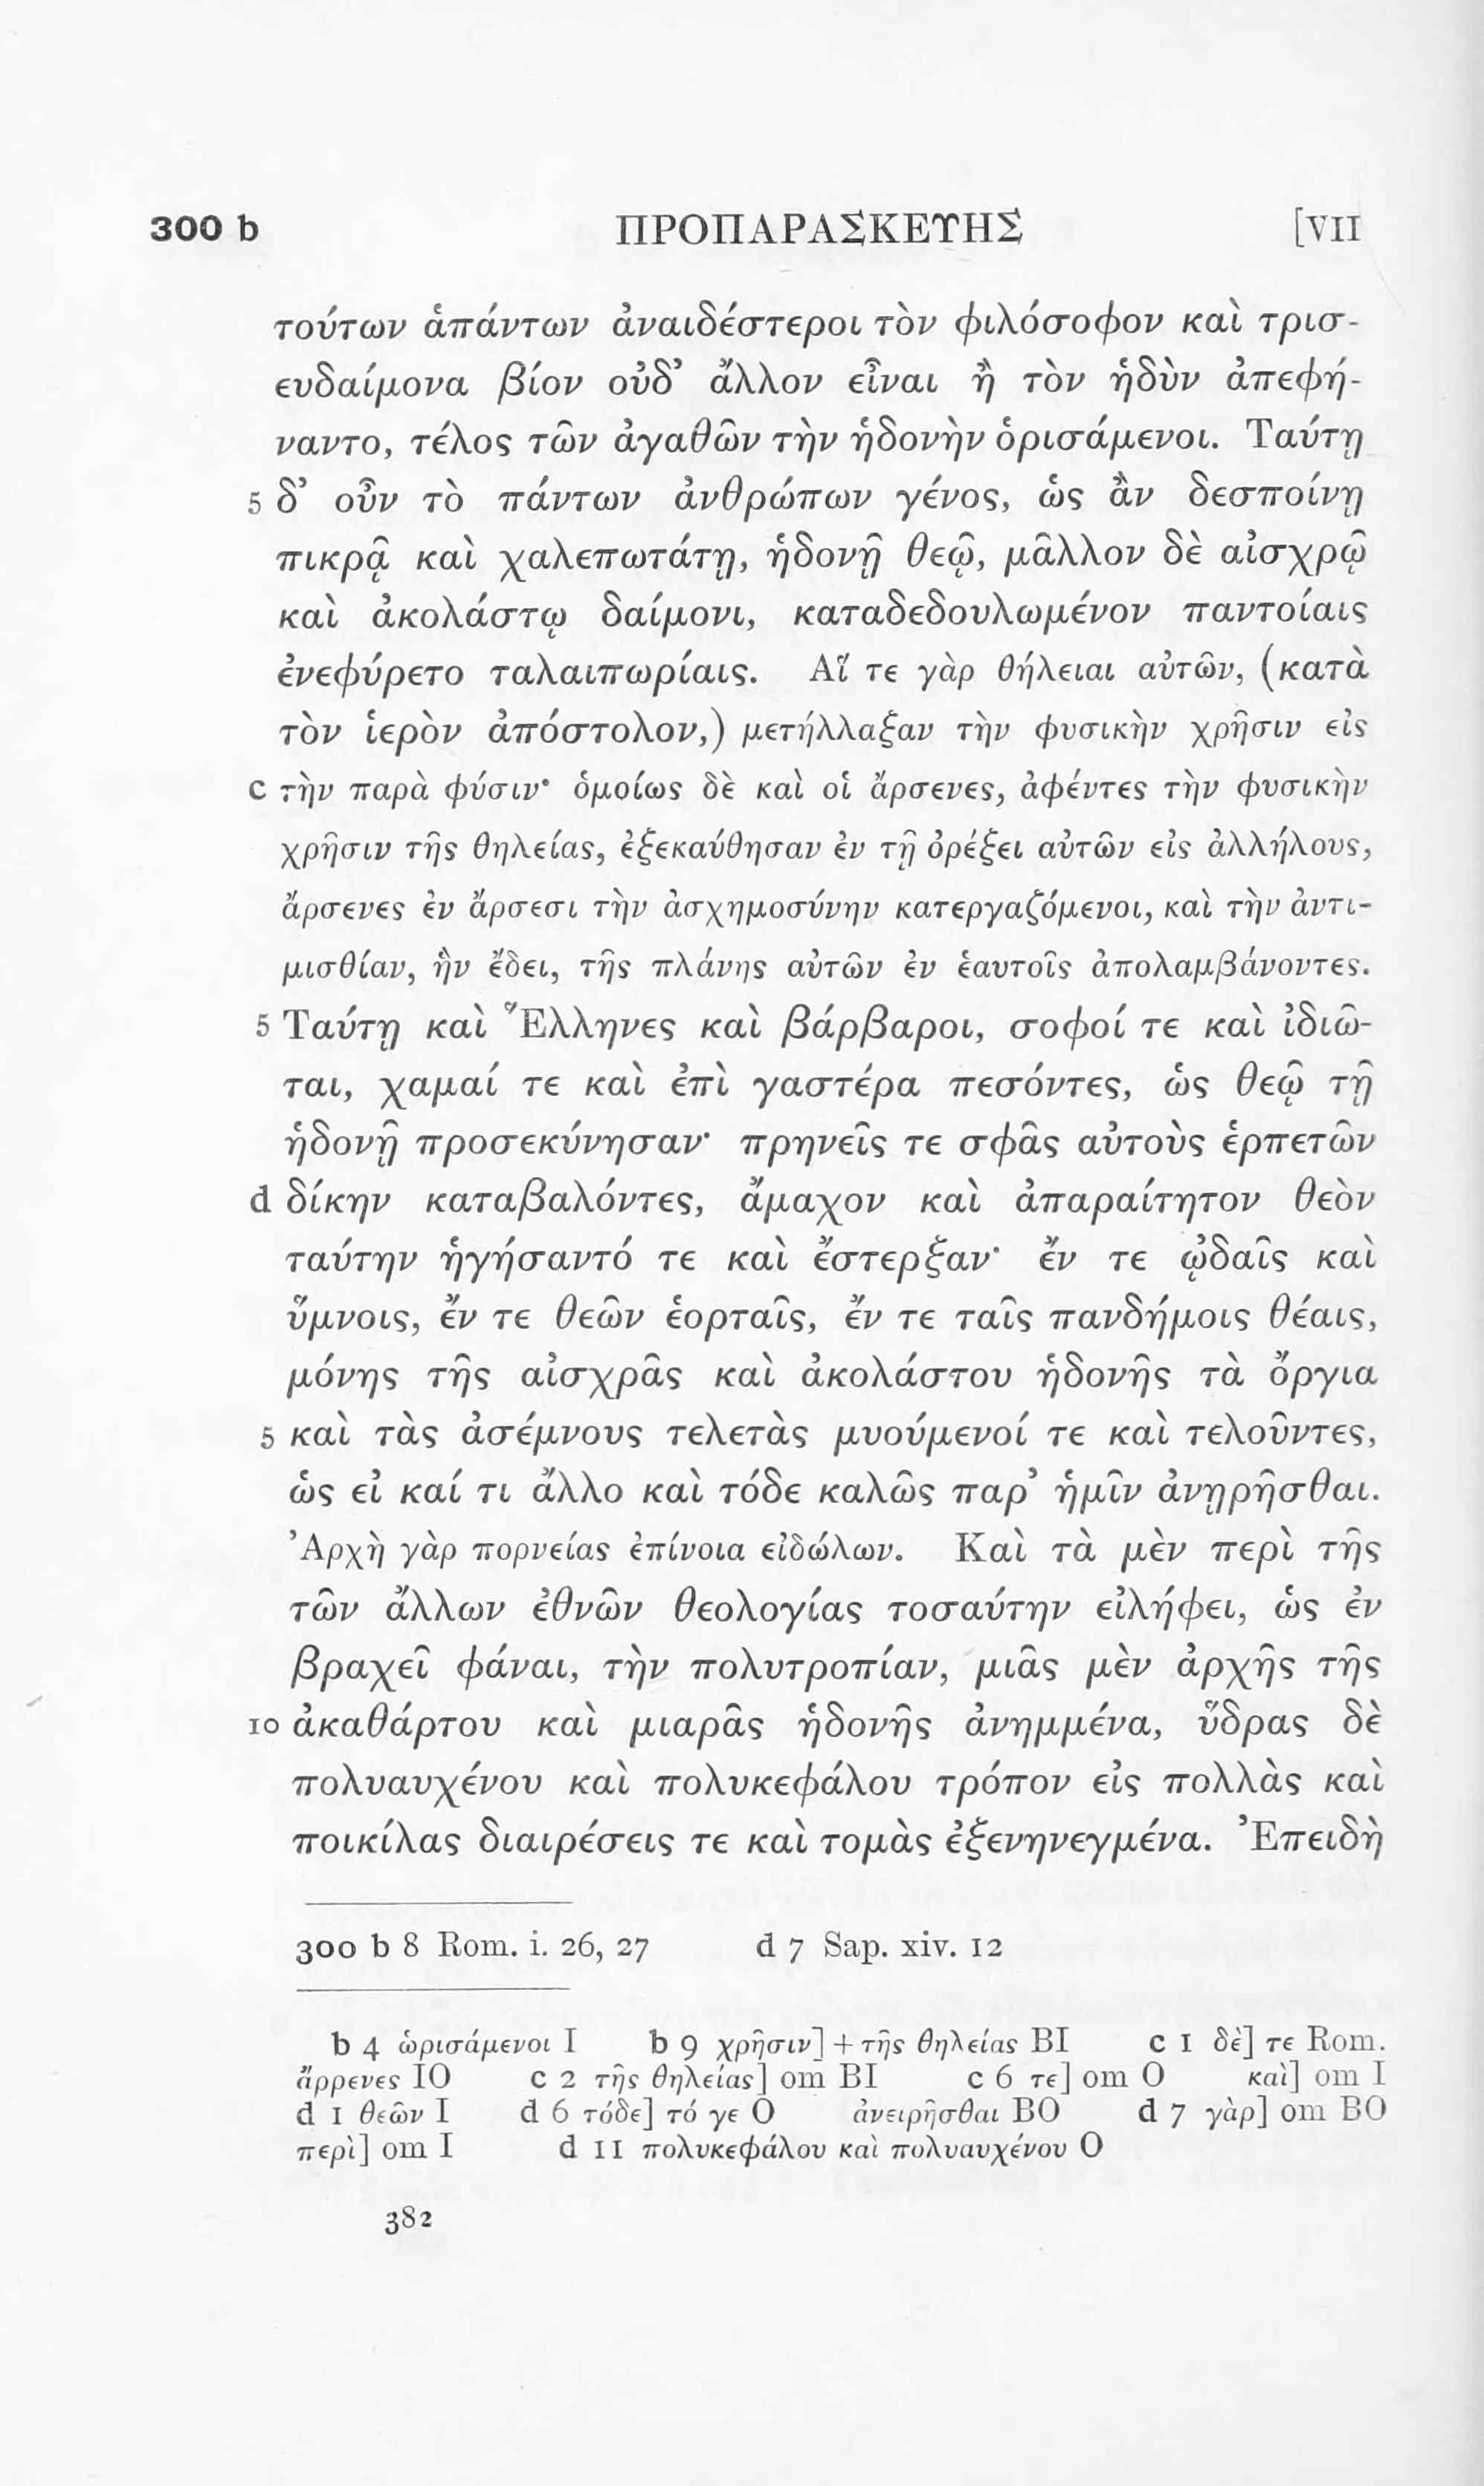 300 b ΠΡΟΠΑΡΑΣΚΕΥΗΣ [VII
τούτων ἁπάντων ἀναιδέστεροι τὸν φιλόσοφον καὶ τρισ-
ευδαίμονα βίον οὐδ’ ἄλλον εἶναι ἢ τὸν ἡδὺν ἀπεφή-
ναντο, τέλος τῶν ἀγαθῶν τὴν ἡδονὴν ὁρισάμενοι. Ταύτῃ
5 δ’ οὖν τὸ πάντων ἀνθρώπων γένος, ὡς ἂν δεσποίνῃ
πικρᾷ καὶ χαλεπωτάτῃ, ἡδονῇ θεῷ, μᾶλλον δὲ αἰσχρῷ
καὶ ἀκολάστῳ δαίμονι, καταδεδουλωμένον παντοίαις
ἐνεφύρετο ταλαιπωρίαις. Αἵ τε γὰρ θήλειαι αὐτῶν, (κατὰ
τὸν ἱερὸν ἀπόστολον,) μετήλλαξαν τὴν φυσικὴν χρῆσιν εἰς
c τὴν παρὰ φύσιν· ὁμοίως δὲ καὶ οἱ ἄρσενες, ἀφέντες τὴν φυσικὴν
χρῆσιν τῆς θηλείας, ἐξεκαύθησαν ἐν τῇ ὀρέξει αὐτῶν εἰς ἀλλήλους,
ἄρσενες ἐν ἄρσεσι τὴν ἀσχημοσύνην κατεργαζόμενοι, καὶ τὴν ἀντι-
μισθίαν, ἣν ἔδει, τῆς πλάνης αὐτῶν ἐν ἑαυτοῖς ἀπολαμβάνοντες.
5 Ταύτῃ καὶ Ἕλληνες καὶ βάρβαροι, σοφοί τε καὶ ἰδιῶ-
ται, χαμαί τε καὶ ἐπὶ γαστέρα πεσόντες, ὡς θεῷ τῇ
ἡδονῇ προσεκύνησαν· πρηνεῖς τε σφᾶς αὐτοὺς ἑρπετῶν
d δίκην καταβαλόντες, ἄμαχον καὶ ἀπαραίτητον θεὸν
ταύτην ἡγήσαντό τε καὶ ἔστερξαν· ἔν τε ᾠδαῖς καὶ
ὕμνοις, ἔν τε θεῶν ἑορταῖς, ἔν τε ταῖς πανδήμοις θέαις,
μόνης τῆς αἰσχρᾶς καὶ ἀκολάστου ἡδονῆς τὰ ὄργια
5 καὶ τὰς ἀσέμνους τελετὰς μυούμενοί τε καὶ τελοῦντες,
ὡς εἰ καί τι ἄλλο καὶ τόδε καλῶς παρ’ ἡμῖν ἀνῃρῆσθαι.
Ἀρχὴ γὰρ πορνείας ἐπίνοια εἰδώλων. Καὶ τὰ μὲν περὶ τῆς
τῶν ἄλλων ἐθνῶν θεολογίας τοσαύτην εἰλήφει, ὡς ἐν
βραχεῖ φάναι, τὴν πολυτροπίαν, μιᾶς μὲν ἀρχῆς τῆς
10 ἀκαθάρτου καὶ μιαρᾶς ἡδονῆς ἀνημμένα, ὕδρας δὲ
πολυαυχένου καὶ πολυκεφάλου τρόπον εἰς πολλὰς καὶ
ποικίλας διαιρέσεις τε καὶ τομὰς ἐξενηνεγμένα. Ἐπειδὴ
300 b 8 Rom. i. 26, 27 d 7 Sap. xiv. 12
b 4 ὡρισάμενοι I b 9 χρῆσιν] + τῆς θηλείας BI c 1 δὲ] τε Rom.
ἄρρενες IO c 2 τῆς θηλείας] om BI c 6 τε] om O καὶ] om I
d 1 θεῶν I d 6 τόδε] τό γε O ἀνειρῆσθαι BO d 7 γὰρ] om BO
περὶ] om I d 11 πολυκεφάλου καὶ πολυαυχένου O
382